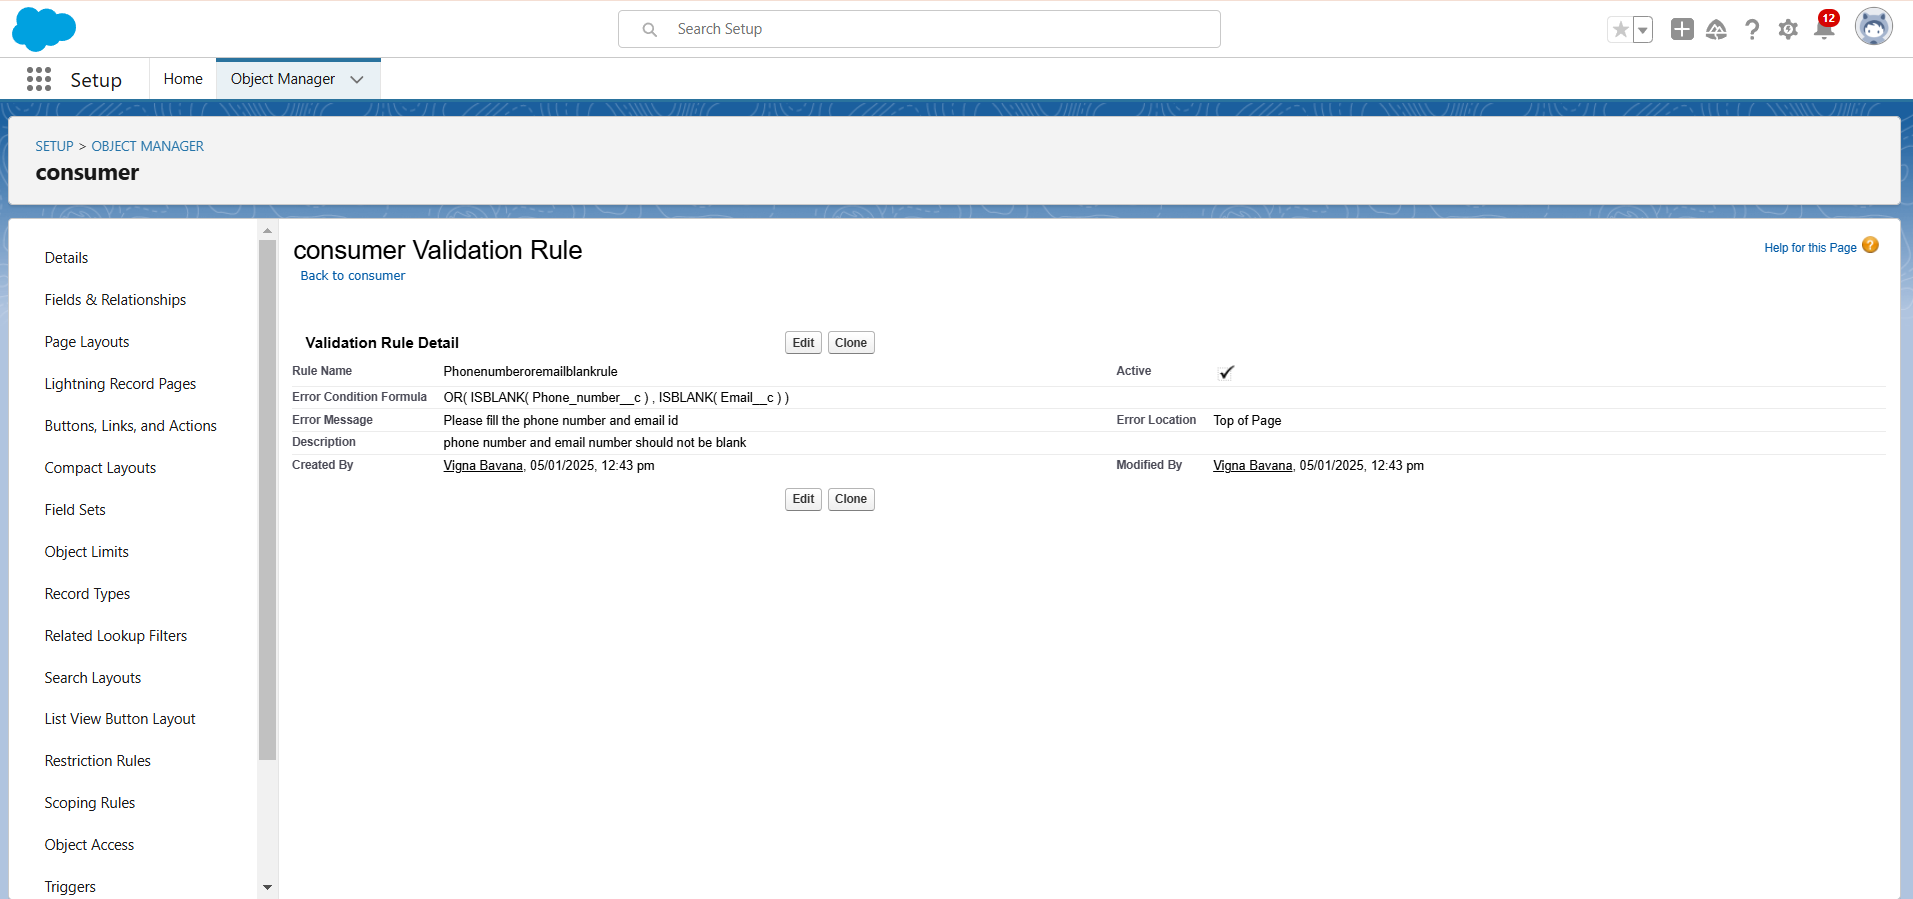 Search Setup
12
Setup
Home
Object Manager
SETUP > OBJECT MANAGER
consumer
Details
Fields & Relationships
Page Layouts
Lightning Record Pages
Buttons, Links, and Actions
Compact Layouts
Field Sets
Object Limits
Record Types
Related Lookup Filters
Search Layouts
List View Button Layout
Restriction Rules
Scoping Rules
Object Access
Triggers
consumer Validation Rule
Help for this Page ?
Back to consumer
Validation Rule Detail
Edit Clone
Rule Name Phonenumberoremailblankrule Active
Error Condition Formula OR( ISBLANK( Phone_number__c ) , ISBLANK( Email__c ) )
Error Message Please fill the phone number and email id Error Location Top of Page
Description phone number and email number should not be blank
Created By Vigna Bavana, 05/01/2025, 12:43 pm Modified By Vigna Bavana, 05/01/2025, 12:43 pm
Edit Clone